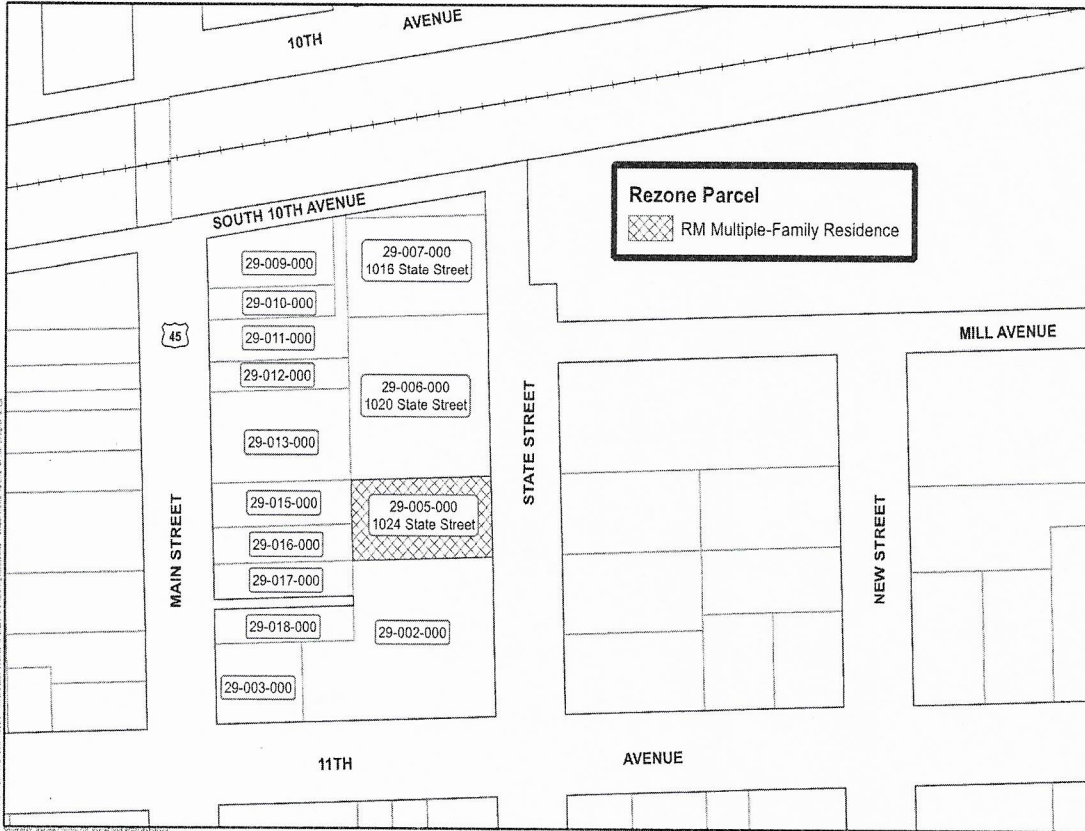 10TH AVENUE
SOUTH 10TH AVENUE
Rezone Parcel
RM Multiple-Family Residence
29-009-000
29-007-000
1016 State Street
29-010-000
45
29-011-000
MILL AVENUE
29-012-000
29-006-000
1020 State Street
29-013-000
STATE STREET
MAIN STREET
NEW STREET
29-015-000
29-005-000
1024 State Street
29-016-000
29-017-000
29-018-000
29-002-000
29-003-000
11TH AVENUE